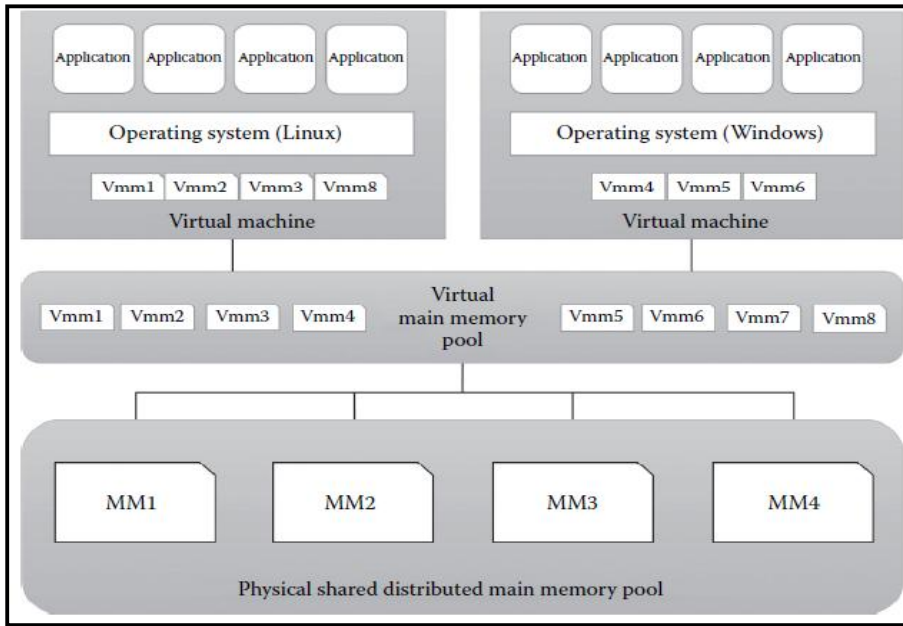 Application Application Application Application
Operating system (Linux)
Vmm1 Vmm2 Vmm3 Vmm8
Virtual machine
Application Application Application Application
Operating system (Windows)
Vmm4 Vmm5 Vmm6
Virtual machine
Vmm1 Vmm2 Vmm3 Vmm4
Virtual
main memory
pool
Vmm5 Vmm6 Vmm7 Vmm8
MM1 MM2 MM3 MM4
Physical shared distributed main memory pool